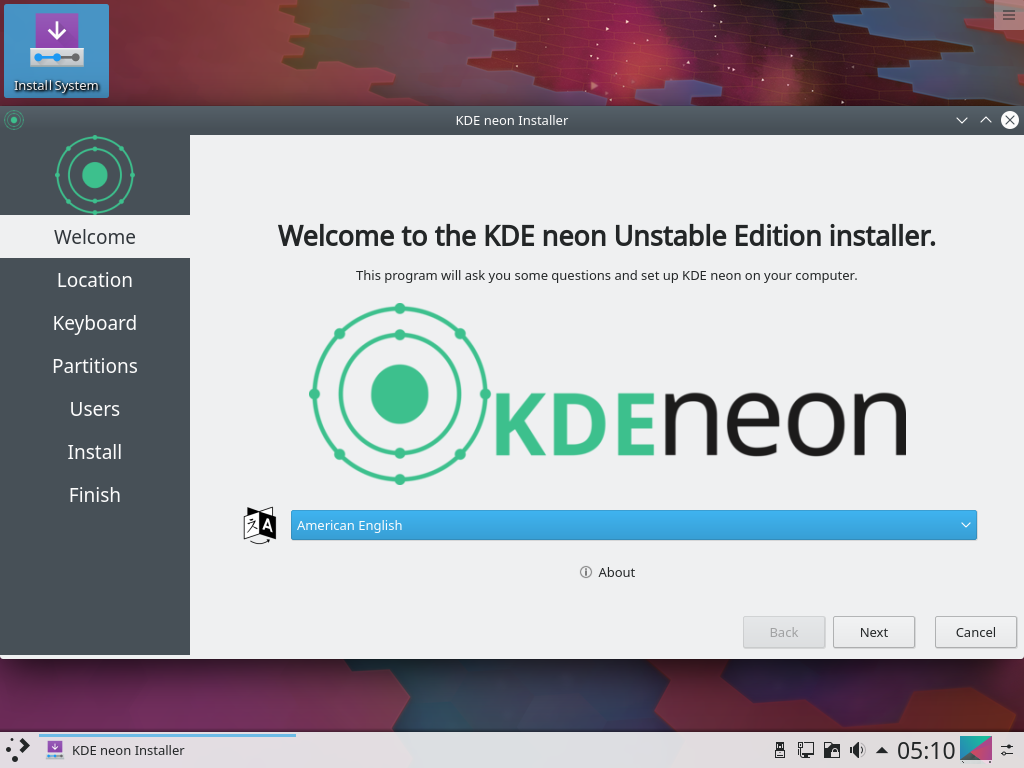 Install System
KDE neon Installer
Welcome
Location
Keyboard
Partitions
Users
Install
Finish
Welcome to the KDE neon Unstable Edition installer.
This program will ask you some questions and set up KDE neon on your computer.
KDEneon
American English
About
Back
Next
Cancel
KDE neon Installer
05:10